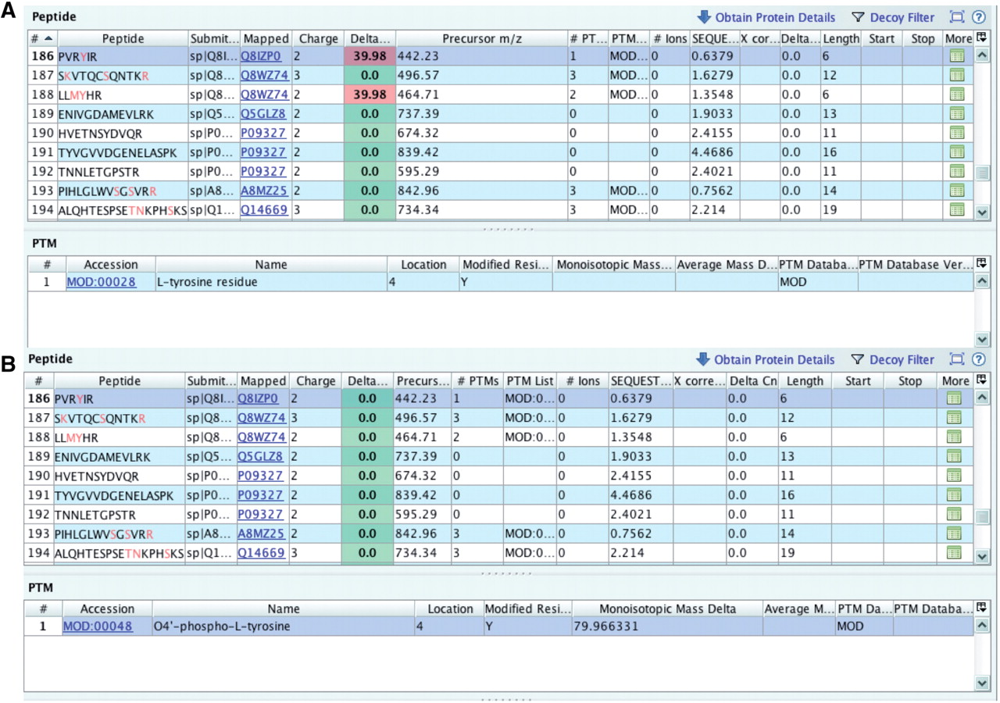 A
Peptide Obtain Protein Details Decoy Filter
# Peptide Submit... Mapped Charge Delta... Precursor m/z # PT... PTM... # Ions SEQUE... X cor... Delta... Length Start Stop More
186 PVRYIR sp|Q8I... Q8IZP0 2 39.98 442.23 1 MOD... 0 0.6379 0.0 6
187 SKVTQCSQNTKR sp|Q8... Q8WZ74 3 0.0 496.57 3 MOD... 0 1.6279 0.0 12
188 LLMYHR sp|Q8... Q8WZ74 2 39.98 464.71 2 MOD... 0 1.3548 0.0 6
189 ENIVGDAMEVLRK sp|Q5... Q5GLZ8 2 0.0 737.39 0 0 1.9033 0.0 13
190 HVETNSYDVQR sp|P0... P09327 2 0.0 674.32 0 0 2.4155 0.0 11
191 TYVGVVDGENELASPK sp|P0... P09327 2 0.0 839.42 0 0 4.4686 0.0 16
192 TNNLETGPSTR sp|P0... P09327 2 0.0 595.29 0 0 2.4021 0.0 11
193 PIHLGLWVSGSVRR sp|A8... A8MZ25 2 0.0 842.96 3 MOD... 0 0.7562 0.0 14
194 ALQHTESPSETNKPHSKS sp|Q1... Q14669 3 0.0 734.34 3 MOD... 0 2.214 0.0 19
PTM
# Accession Name Location Modified Resi... Monoisotopic Mass... Average Mass D... PTM Databa... PTM Database Ver...
1 MOD:00028 L-tyrosine residue 4 Y MOD
B
Peptide Obtain Protein Details Decoy Filter
# Peptide Submit... Mapped Charge Delta... Precurs... # PTMs PTM List # Ions SEQUEST... X corre... Delta Cn Length Start Stop More
186 PVRYIR sp|Q8I... Q8IZP0 2 0.0 442.23 1 MOD:0... 0 0.6379 0.0 6
187 SKVTQCSQNTKR sp|Q8... Q8WZ74 3 0.0 496.57 3 MOD:0... 0 1.6279 0.0 12
188 LLMYHR sp|Q8... Q8WZ74 2 0.0 464.71 2 MOD:0... 0 1.3548 0.0 6
189 ENIVGDAMEVLRK sp|Q5... Q5GLZ8 2 0.0 737.39 0 0 1.9033 0.0 13
190 HVETNSYDVQR sp|P0... P09327 2 0.0 674.32 0 0 2.4155 0.0 11
191 TYVGVVDGENELASPK sp|P0... P09327 2 0.0 839.42 0 0 4.4686 0.0 16
192 TNNLETGPSTR sp|P0... P09327 2 0.0 595.29 0 0 2.4021 0.0 11
193 PIHLGLWVSGSVRR sp|A8... A8MZ25 2 0.0 842.96 3 MOD:0... 0 0.7562 0.0 14
194 ALQHTESPSETNKPHSKS sp|Q1... Q14669 3 0.0 734.34 3 MOD:0... 0 2.214 0.0 19
PTM
# Accession Name Location Modified Resi... Monoisotopic Mass Delta Average M... PTM Da... PTM Databa...
1 MOD:00048 O4'-phospho-L-tyrosine 4 Y 79.966331 MOD